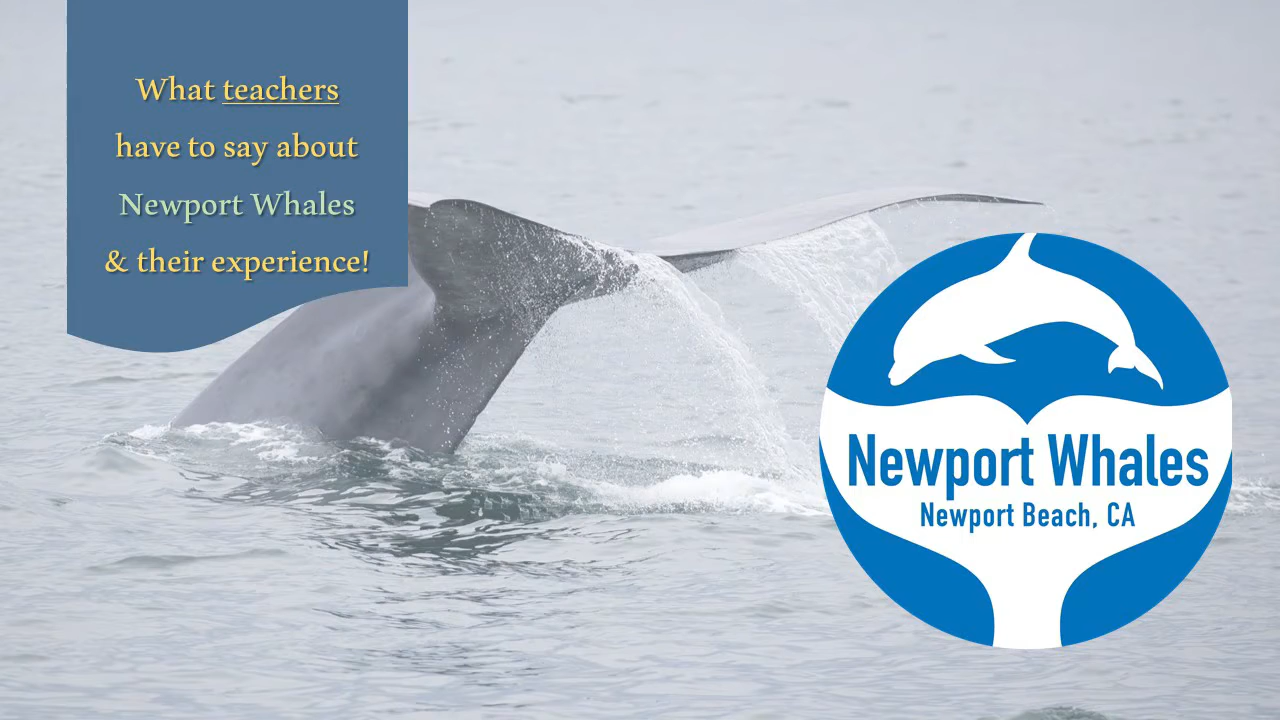 What teachers
have to say about
Newport Whales
& their experience!
Newport Whales
Newport Beach, CA